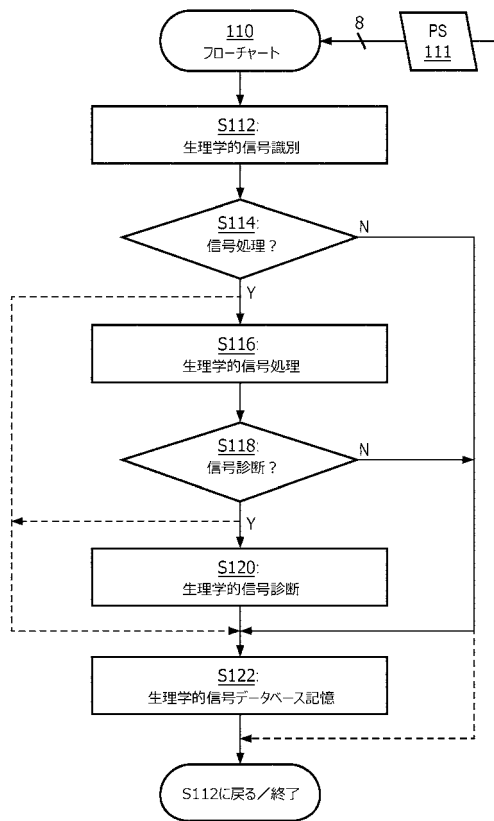 110
フローチャート
8
PS
111
S112:
生理学的信号識別
S114:
信号処理？
N
Y
S116:
生理学的信号処理
S118:
信号診断？
N
Y
S120:
生理学的信号診断
S122:
生理学的信号データベース記憶
S112に戻る／終了